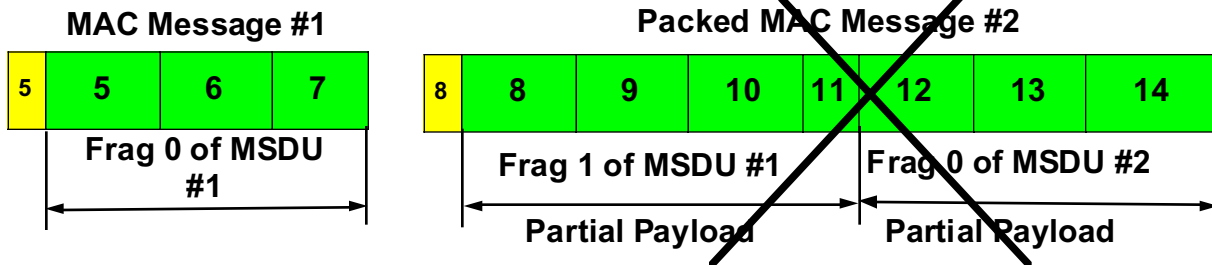 MAC Message #1
5 5 6 7
Frag 0 of MSDU
#1
Packed MAC Message #2
8 8 9 10 11 12 13 14
Frag 1 of MSDU #1
Frag 0 of MSDU #2
Partial Payload
Partial Payload